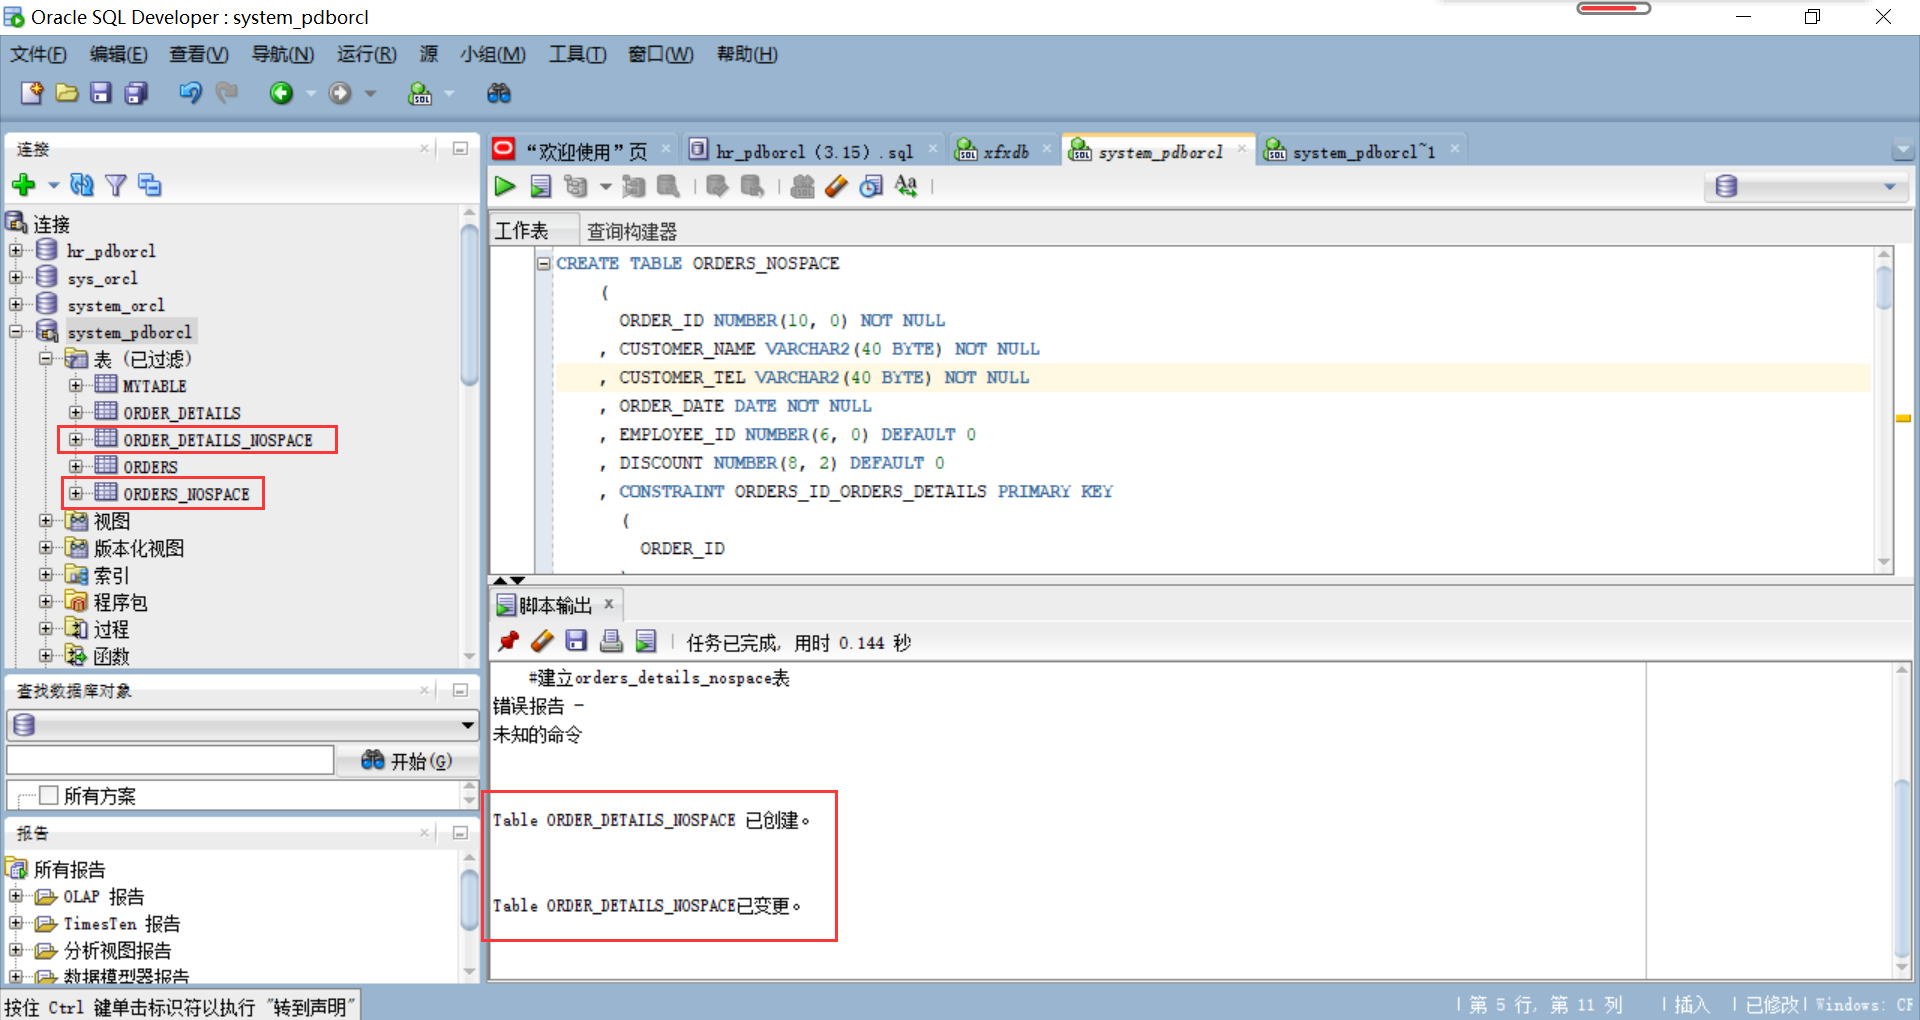 Oracle SQL Developer : system_pdborcl
文件(F) 编辑(E) 查看(V) 导航(N) 运行(R) 源 小组(M) 工具(T) 窗口(W) 帮助(H)
连接
连接
hr_pdborcl
sys_orcl
system_orcl
system_pdborcl
表 (已过滤)
MYTABLE
ORDER_DETAILS
ORDER_DETAILS_NOSPACE
ORDERS
ORDERS_NOSPACE
视图
版本化视图
索引
程序包
过程
函数
查找数据库对象
开始(G)
所有方案
报告
所有报告
OLAP 报告
TimesTen 报告
分析视图报告
数据模型器报告
“欢迎使用”页 hr_pdborcl (3.15) .sql xfxdb system_pdborcl system_pdborcl~1
工作表 查询构建器
CREATE TABLE ORDERS_NOSPACE
(
ORDER_ID NUMBER(10, 0) NOT NULL
, CUSTOMER_NAME VARCHAR2(40 BYTE) NOT NULL
, CUSTOMER_TEL VARCHAR2(40 BYTE) NOT NULL
, ORDER_DATE DATE NOT NULL
, EMPLOYEE_ID NUMBER(6, 0) DEFAULT 0
, DISCOUNT NUMBER(8, 2) DEFAULT 0
, CONSTRAINT ORDERS_ID_ORDERS_DETAILS PRIMARY KEY
(
ORDER_ID
脚本输出
任务已完成, 用时 0.144 秒
#建立orders_details_nospace表
错误报告 -
未知的命令
Table ORDER_DETAILS_NOSPACE 已创建。
Table ORDER_DETAILS_NOSPACE已变更。
按住 Ctrl 键单击标识符以执行 "转到声明"
第 5 行, 第 11 列 | 插入 | 已修改| Windows: CF